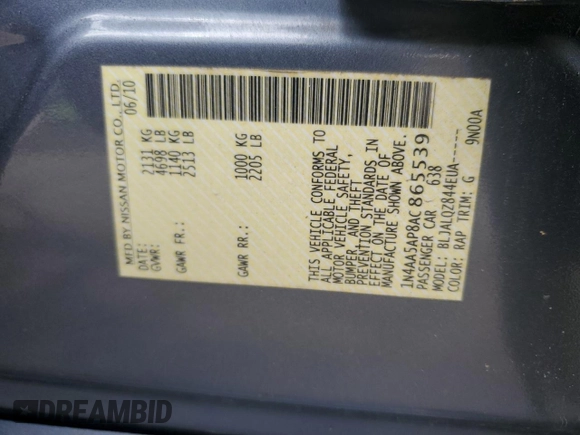 MFD BY NISSAN MOTOR CO., LTD.
DATE: 06/10
GVWR: 2131 KG
4698 LB
GAWR FR.: 1140 KG
2513 LB
GAWR RR.: 1000 KG
2205 LB
THIS VEHICLE CONFORMS TO
ALL APPLICABLE FEDERAL
MOTOR VEHICLE SAFETY,
BUMPER, AND THEFT
PREVENTION STANDARDS IN
EFFECT ON THE DATE OF
MANUFACTURE SHOWN ABOVE.
1N4AA5AP8AC865539
PASSENGER CAR 638
MODEL: BLJALQ2844EUA-----
COLOR: RAP TRIM: G 9N00A
DREAMBID